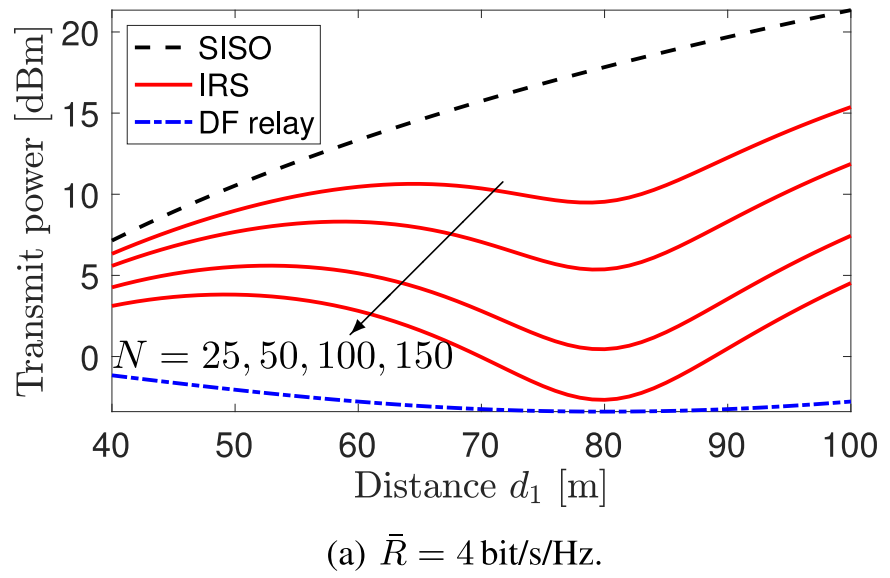 Transmit power [dBm]
20
15
10
5
0
SISO
IRS
DF relay
N = 25, 50, 100, 150
40 50 60 70 80 90 100
Distance d₁ [m]
(a) R̄ = 4 bit/s/Hz.